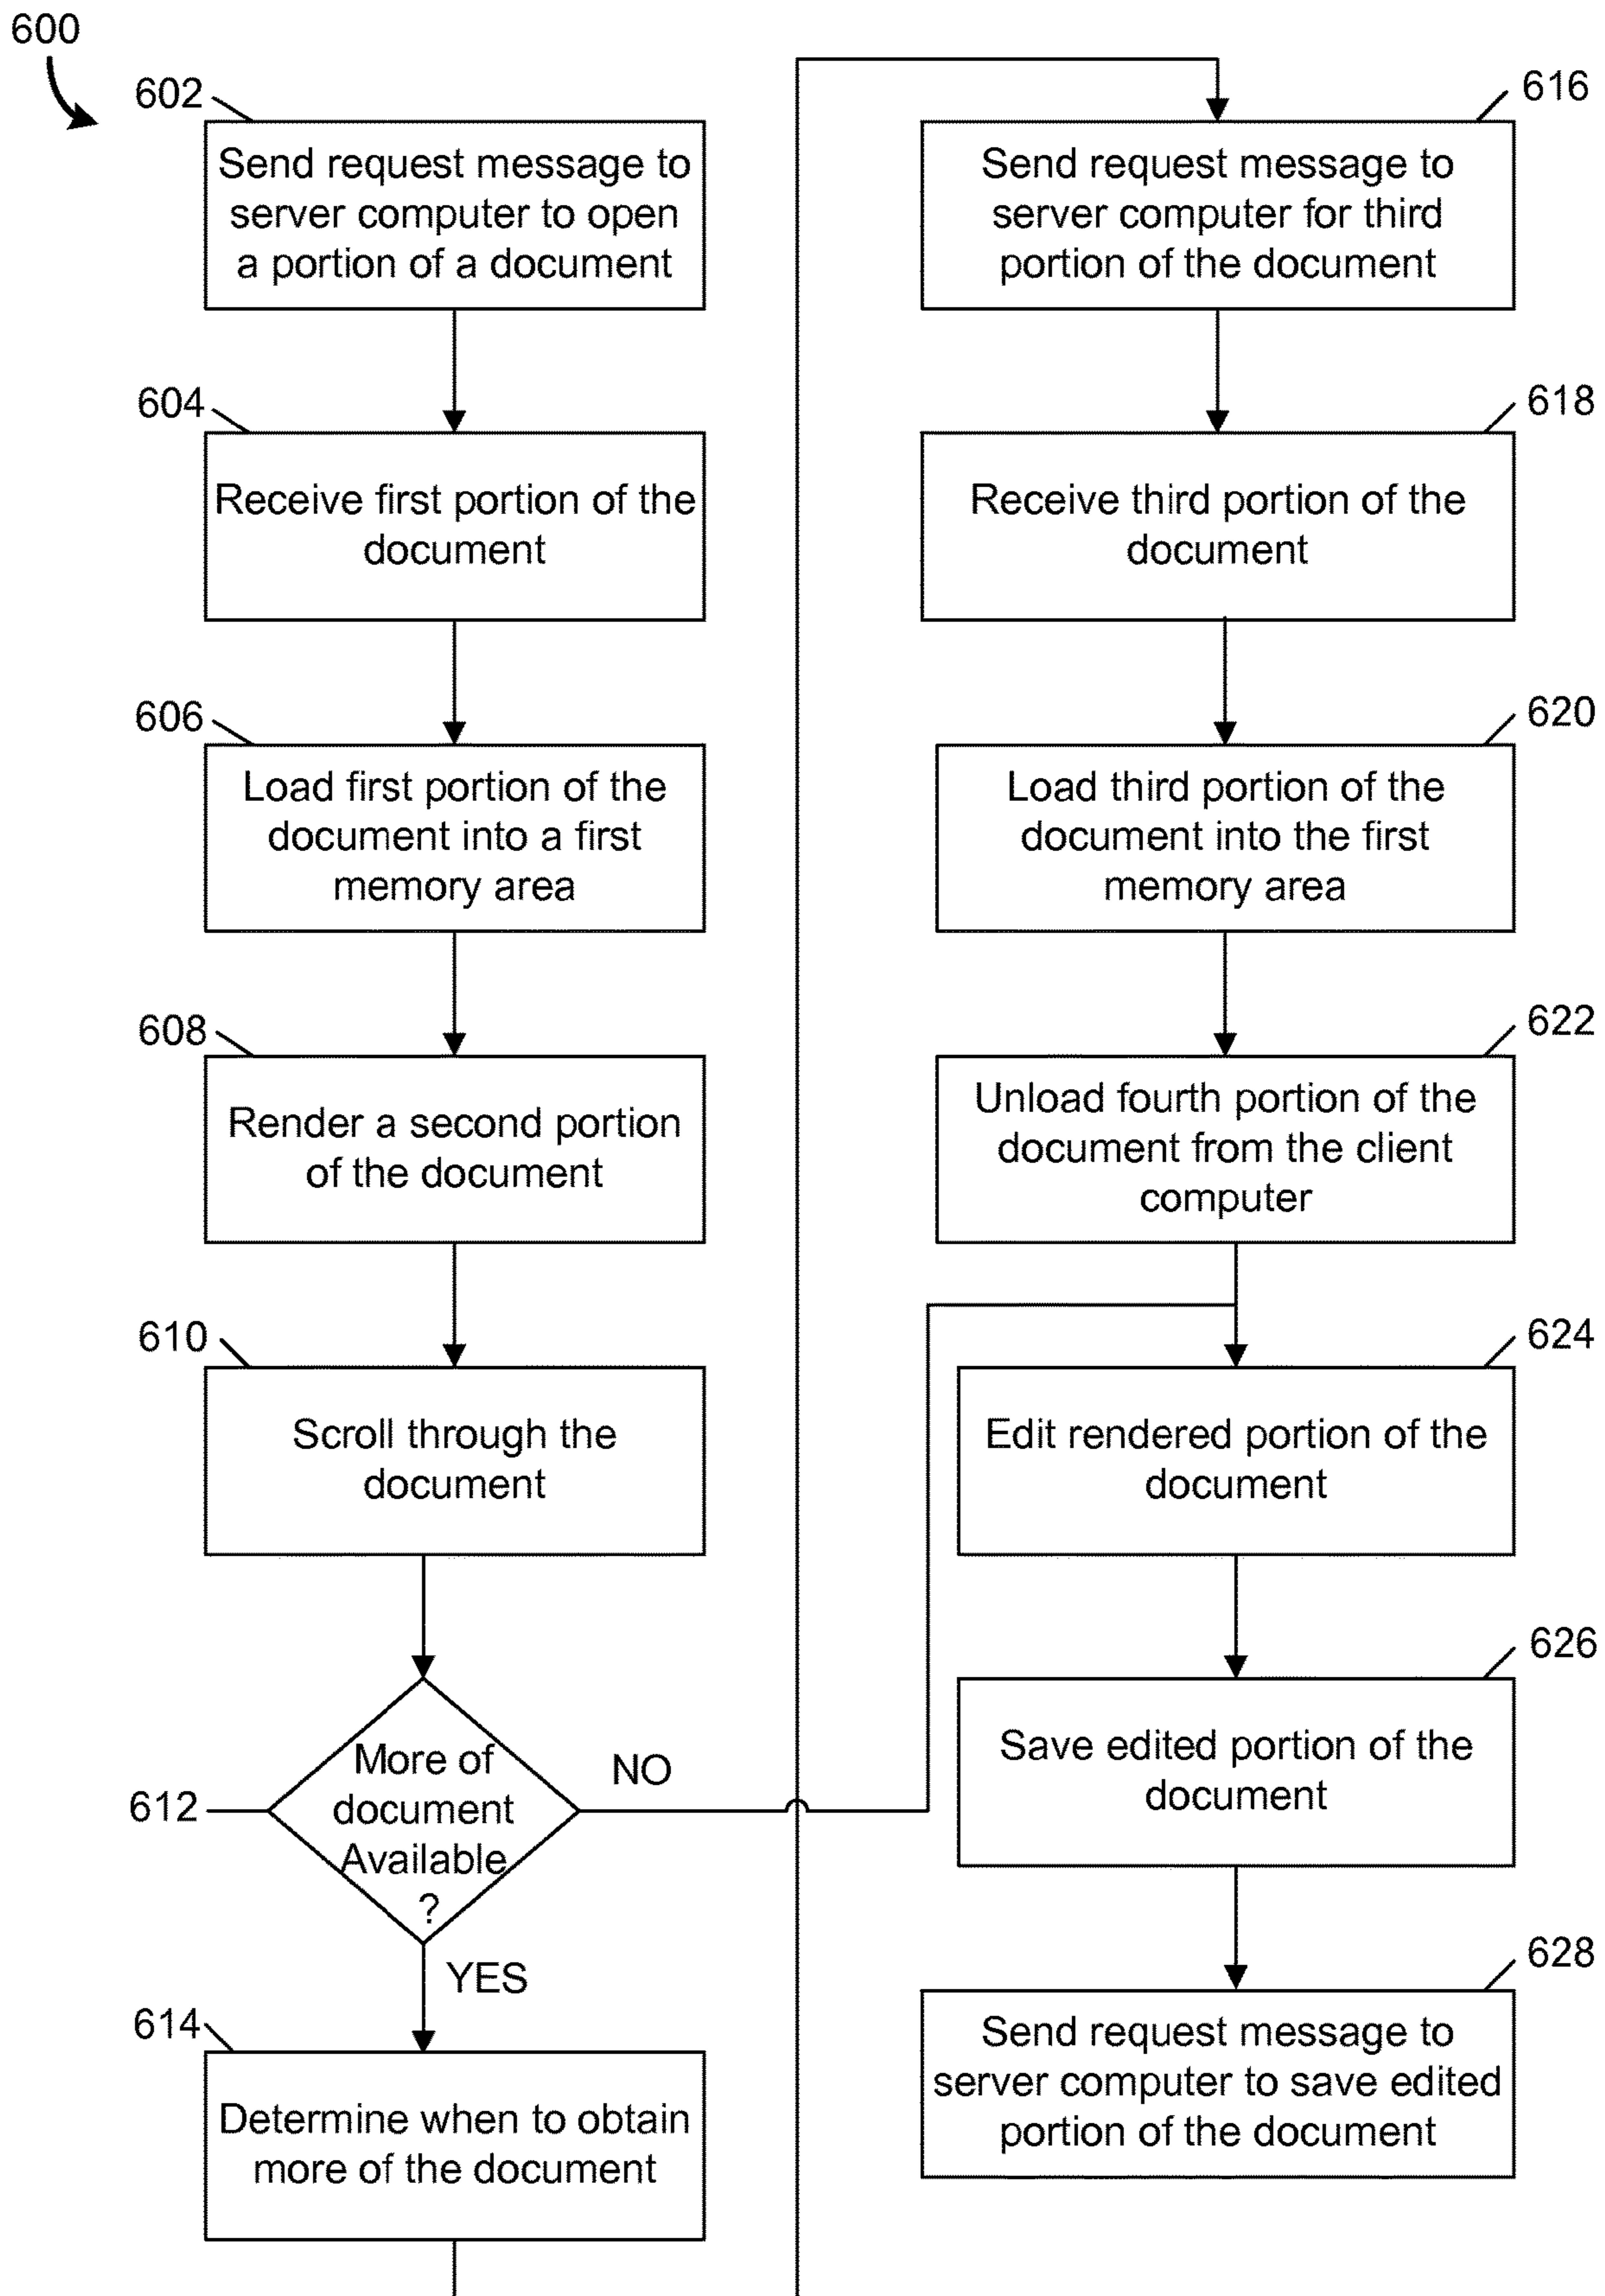 600
602
Send request message to
server computer to open
a portion of a document
604
Receive first portion of the
document
606
Load first portion of the
document into a first
memory area
608
Render a second portion
of the document
610
Scroll through the
document
612
More of
document
Available
?
NO
YES
614
Determine when to obtain
more of the document
616
Send request message to
server computer for third
portion of the document
618
Receive third portion of the
document
620
Load third portion of the
document into the first
memory area
622
Unload fourth portion of the
document from the client
computer
624
Edit rendered portion of the
document
626
Save edited portion of the
document
628
Send request message to
server computer to save edited
portion of the document